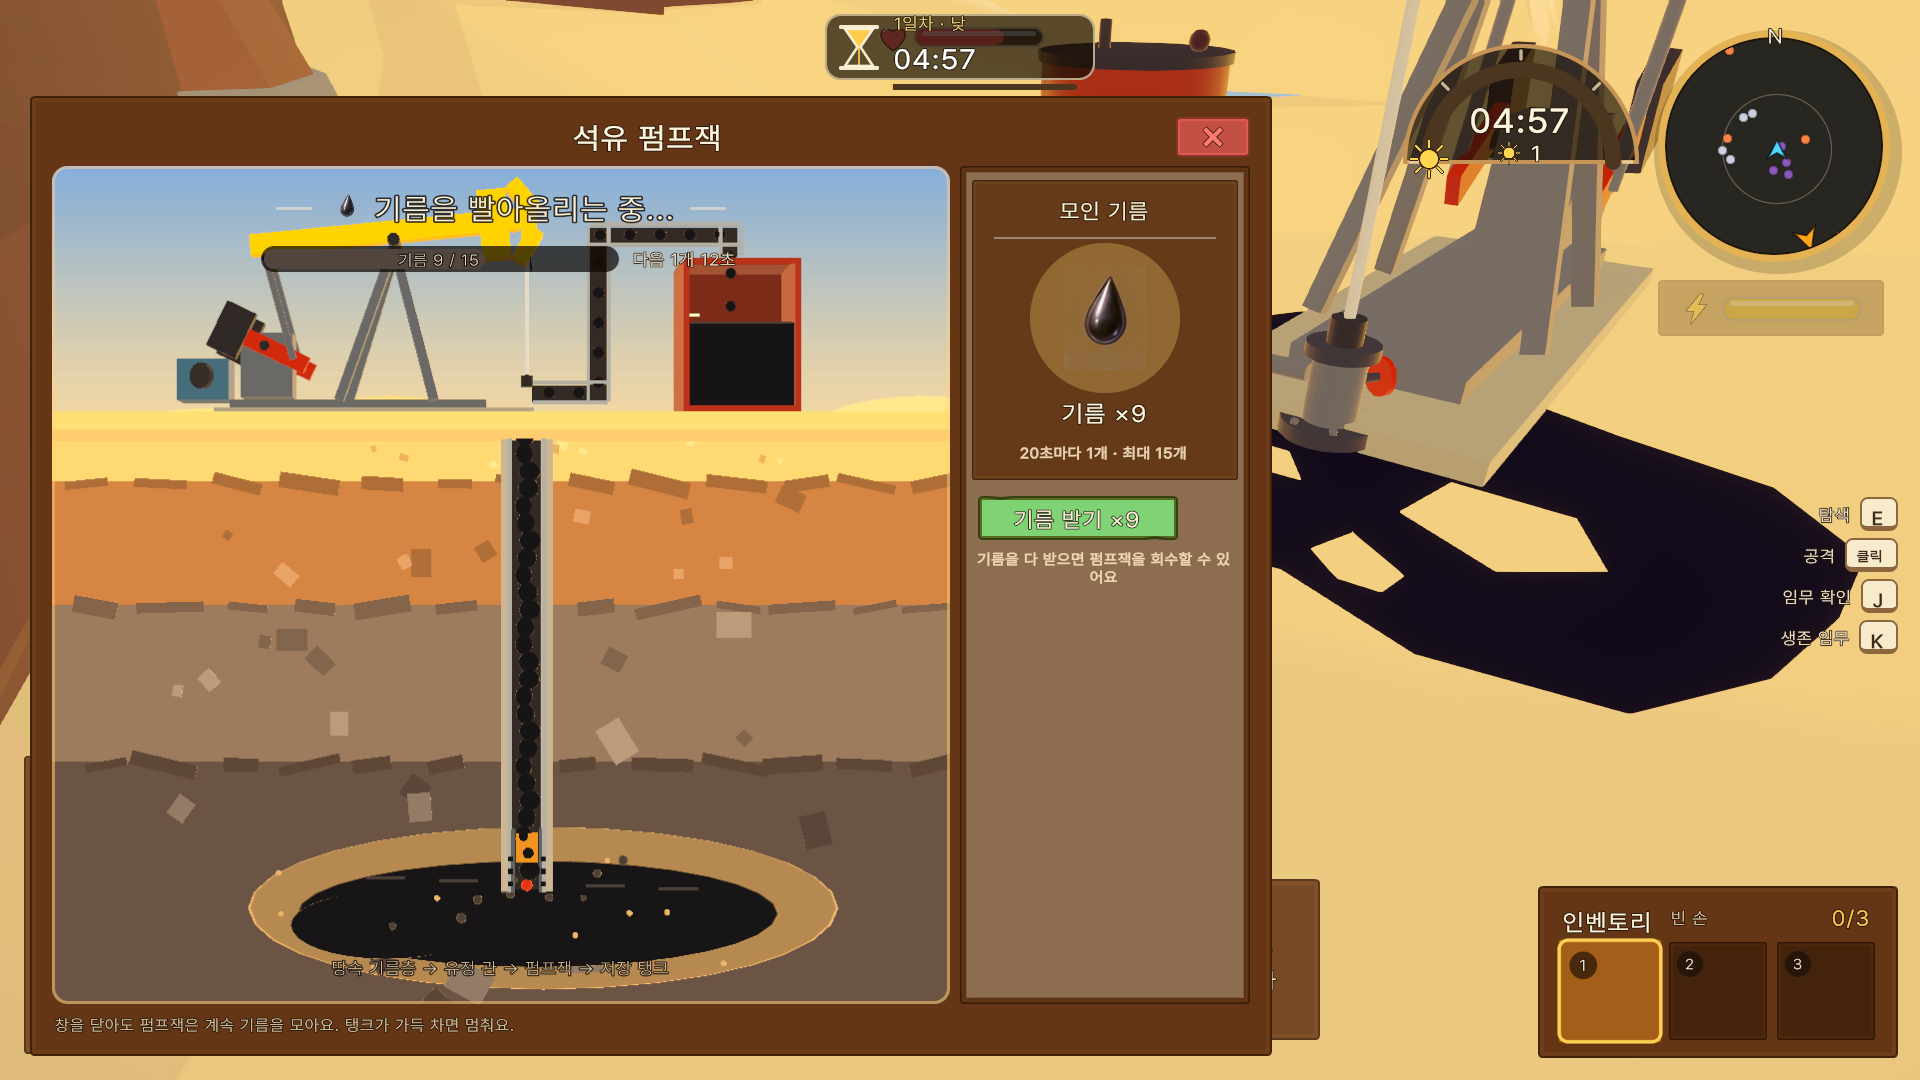 1일차 · 낮
04:57
N
04:57
1
석유 펌프잭
기름을 빨아올리는 중...
기름 9 / 15
다음 1개 12초
모인 기름
기름 ×9
20초마다 1개 · 최대 15개
기름 받기 ×9
기름을 다 받으면 펌프잭을 회수할 수 있
어요
탐색 E
공격 클릭
임무 확인 J
생존 임무 K
땅속 기름층 → 유정 관 → 펌프잭 → 저장 탱크
창을 닫아도 펌프잭은 계속 기름을 모아요. 탱크가 가득 차면 멈춰요.
인벤토리 빈 손 0/3
1 2 3